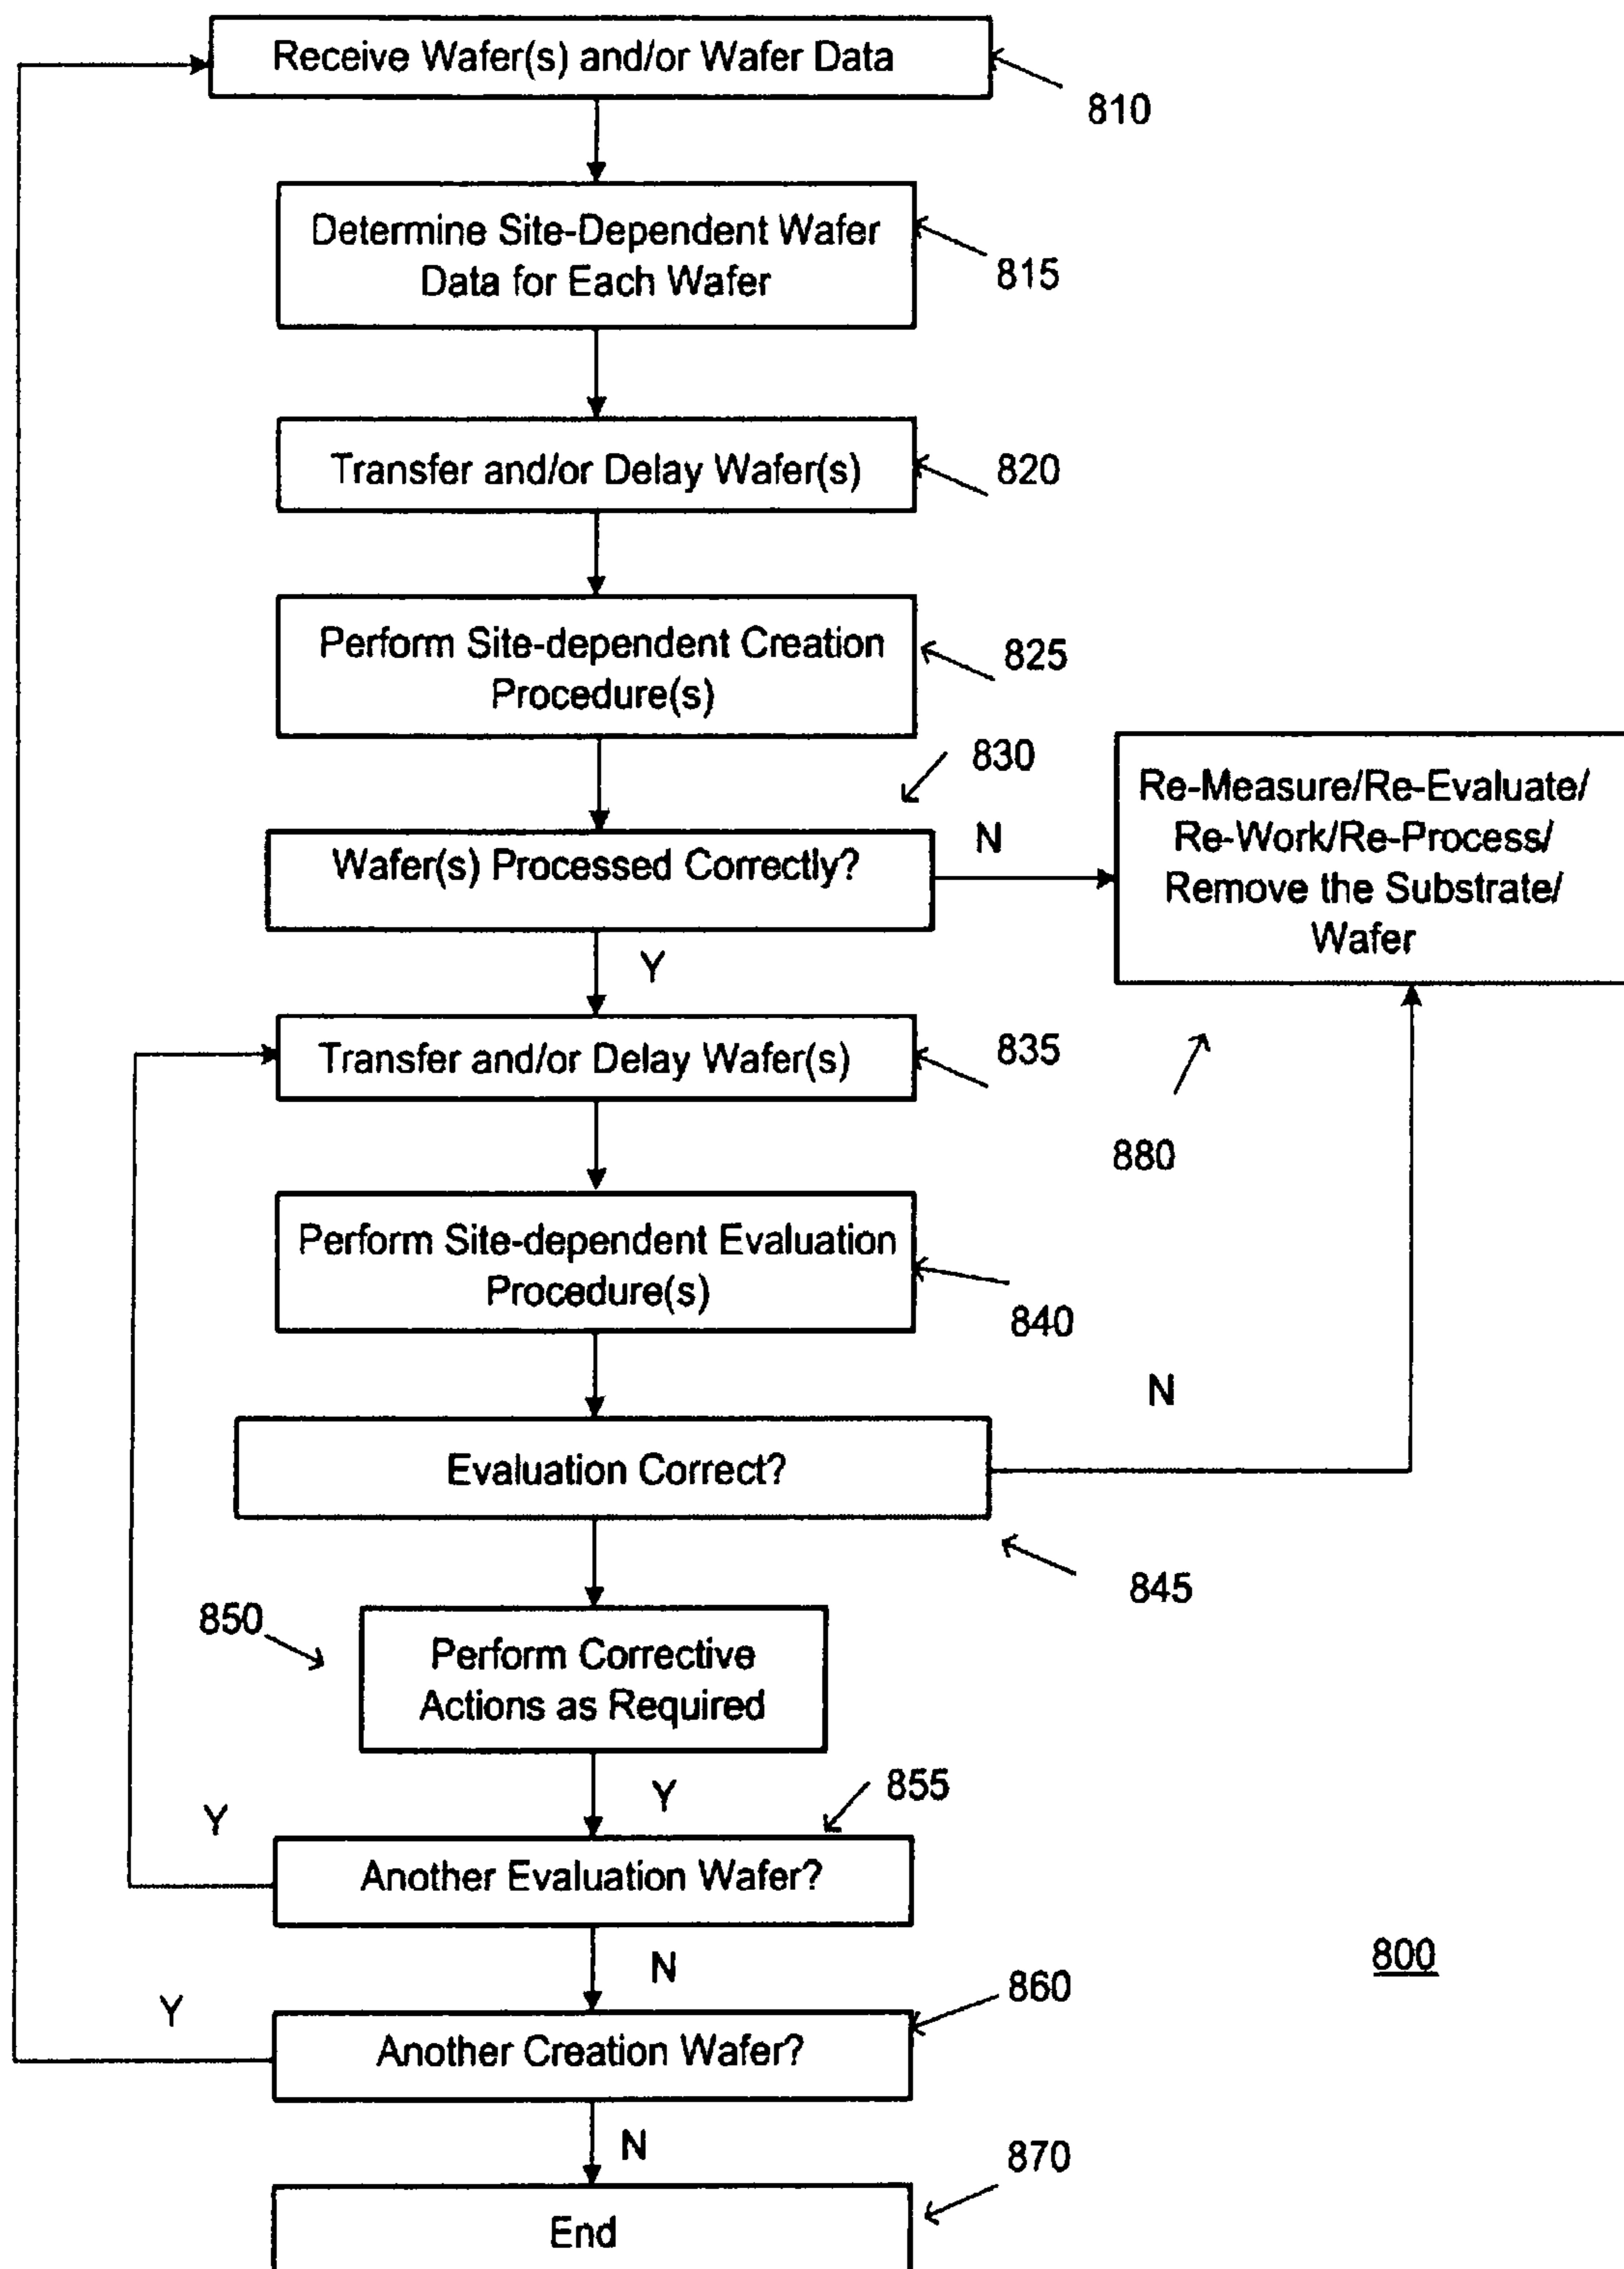 Receive Wafer(s) and/or Wafer Data
810
Determine Site-Dependent Wafer
Data for Each Wafer
815
Transfer and/or Delay Wafer(s)
820
Perform Site-dependent Creation
Procedure(s)
825
830
Wafer(s) Processed Correctly?
N
Re-Measure/Re-Evaluate/
Re-Work/Re-Process/
Remove the Substrate/
Wafer
Y
Transfer and/or Delay Wafer(s)
835
880
Perform Site-dependent Evaluation
Procedure(s)
840
N
Evaluation Correct?
845
850
Perform Corrective
Actions as Required
Y
855
Y
Another Evaluation Wafer?
N
800
860
Y
Another Creation Wafer?
N
870
End